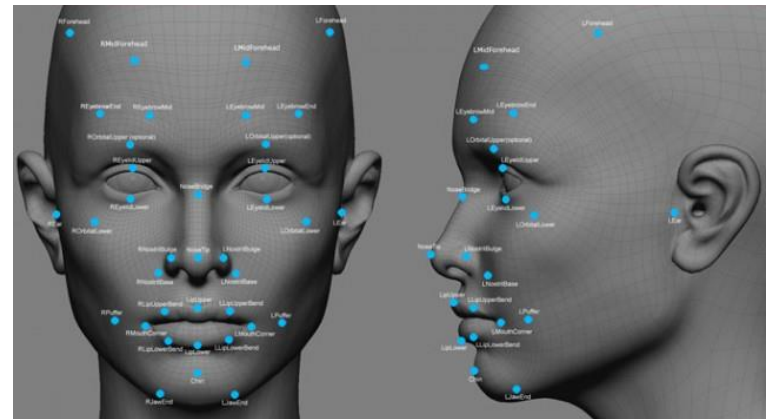 RForehead
LForehead
RMidForehead
LMidForehead
REyebrowEnd
REyebrowMid
LEyebrowMid
LEyebrowEnd
ROrbitalUpper(optional)
LOrbitalUpper(optional)
REyelidUpper
LEyelidUpper
NoseBridge
REyelidLower
LEyelidLower
REar
ROrbitalLower
LOrbitalLower
LEar
RNostrilBulge
NoseTip
LNostrilBulge
RNostrilBase
LNostrilBase
RLipUpperBend
LipUpper
LLipUpperBend
RPuffer
LPuffer
RMouthCorner
LMouthCorner
RLipLowerBend
LipLower
LLipLowerBend
Chin
RJawEnd
LJawEnd
LForehead
LMidForehead
LEyebrowMid
LEyebrowEnd
LOrbitalUpper(optional)
LEyelidUpper
NoseBridge
LEyelidLower
LOrbitalLower
LEar
NoseTip
LNostrilBulge
LNostrilBase
LipUpper
LLipUpperBend
LPuffer
LMouthCorner
LipLower
LLipLowerBend
Chin
LJawEnd